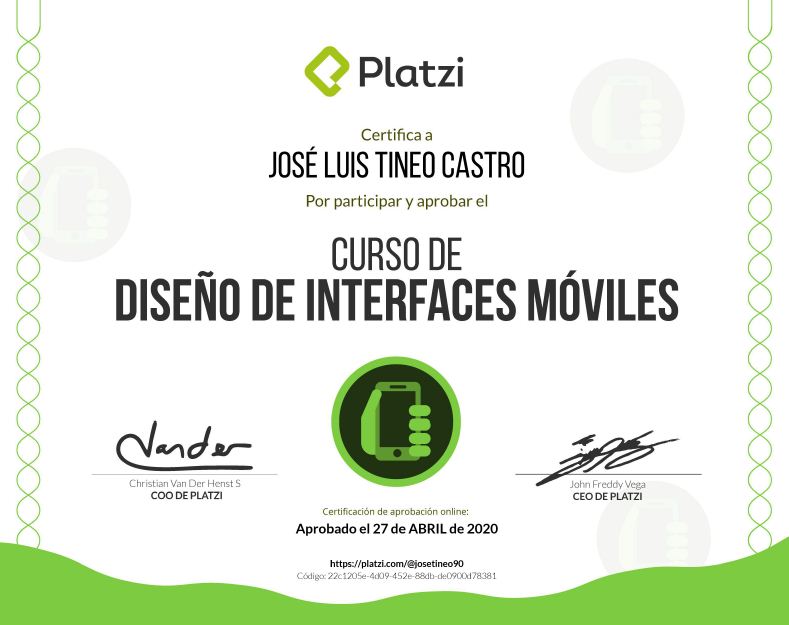 Platzi
Certifica a
JOSÉ LUIS TINEO CASTRO
Por participar y aprobar el
CURSO DE
DISEÑO DE INTERFACES MÓVILES
Vander
Christian Van Der Henst S
COO DE PLATZI
John Freddy Vega
CEO DE PLATZI
Certificación de aprobación online:
Aprobado el 27 de ABRIL de 2020
https://platzi.com/@josetineo90
Código: 22c1205e-4d09-452e-88db-de0900d78381